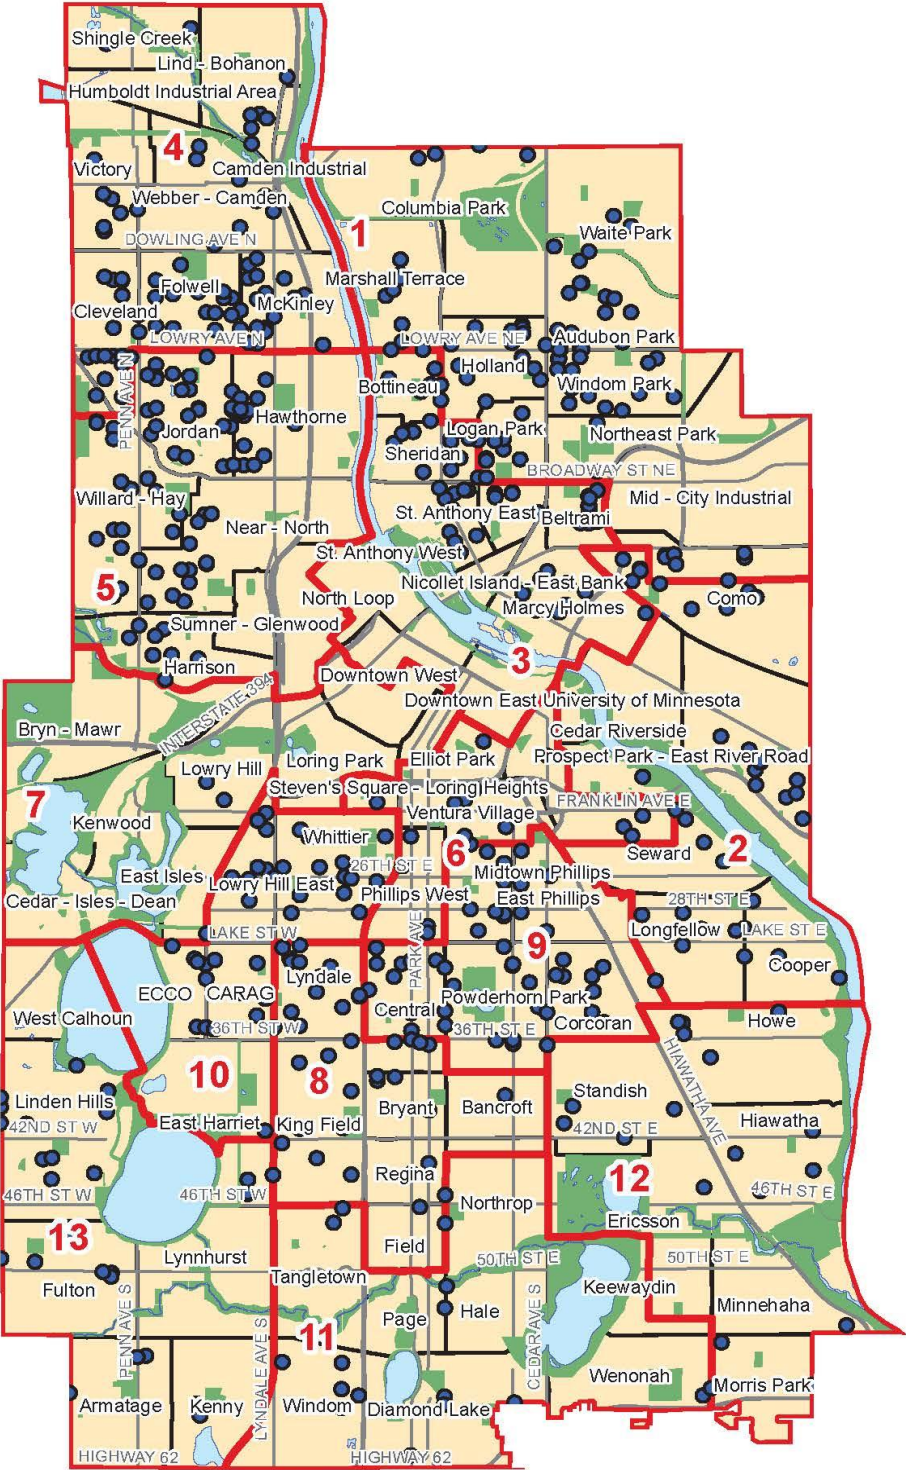 Shingle Creek
Lind - Bohanon
Humboldt Industrial Area
4
Victory
Camden Industrial
Webber - Camden
Columbia Park
1
Waite Park
DOWLING AVE N
Folwell
Marshall Terrace
Cleveland
McKinley
LOWRY AVE N
LOWRY AVE NE
Audubon Park
Holland
PENN AVE N
Bottineau
Windom Park
Hawthorne
Jordan
Logan Park
Northeast Park
Sheridan
BROADWAY ST NE
Willard - Hay
Mid - City Industrial
St. Anthony East
Beltrami
Near - North
St. Anthony West
5
Nicollet Island - East Bank
North Loop
Marcy Holmes
Como
Sumner - Glenwood
3
Harrison
Downtown West
INTERSTATE 394
Downtown East
University of Minnesota
Bryn - Mawr
Cedar Riverside
Loring Park
Elliot Park
Prospect Park - East River Road
Lowry Hill
Steven's Square - Loring Heights
7
FRANKLIN AVE E
Kenwood
Ventura Village
Whittier
6
2
Seward
26TH ST E
East Isles
Lowry Hill East
Midtown Phillips
Phillips West
East Phillips
Cedar - Isles - Dean
28TH ST E
LAKE ST W
PARK AVE
9
Longfellow
LAKE ST E
Lyndale
Cooper
ECCO
CARAG
Powderhorn Park
West Calhoun
Central
Corcoran
Howe
36TH ST W
36TH ST E
HIAWATHA AVE
10
8
Linden Hills
Bryant
Bancroft
Standish
42ND ST W
East Harriet
King Field
42ND ST E
Hiawatha
Regina
12
46TH ST W
46TH ST W
46TH ST E
Northrop
13
Ericsson
Lynnhurst
Field
50TH ST E
50TH ST E
Fulton
Tangletown
Keewaydin
PENN AVE S
Page
Hale
Minnehaha
11
LYNDALE AVE S
CEDAR AVE S
Wenonah
Morris Park
Armatage
Kenny
Windom
Diamond Lake
HIGHWAY 62
HIGHWAY 62